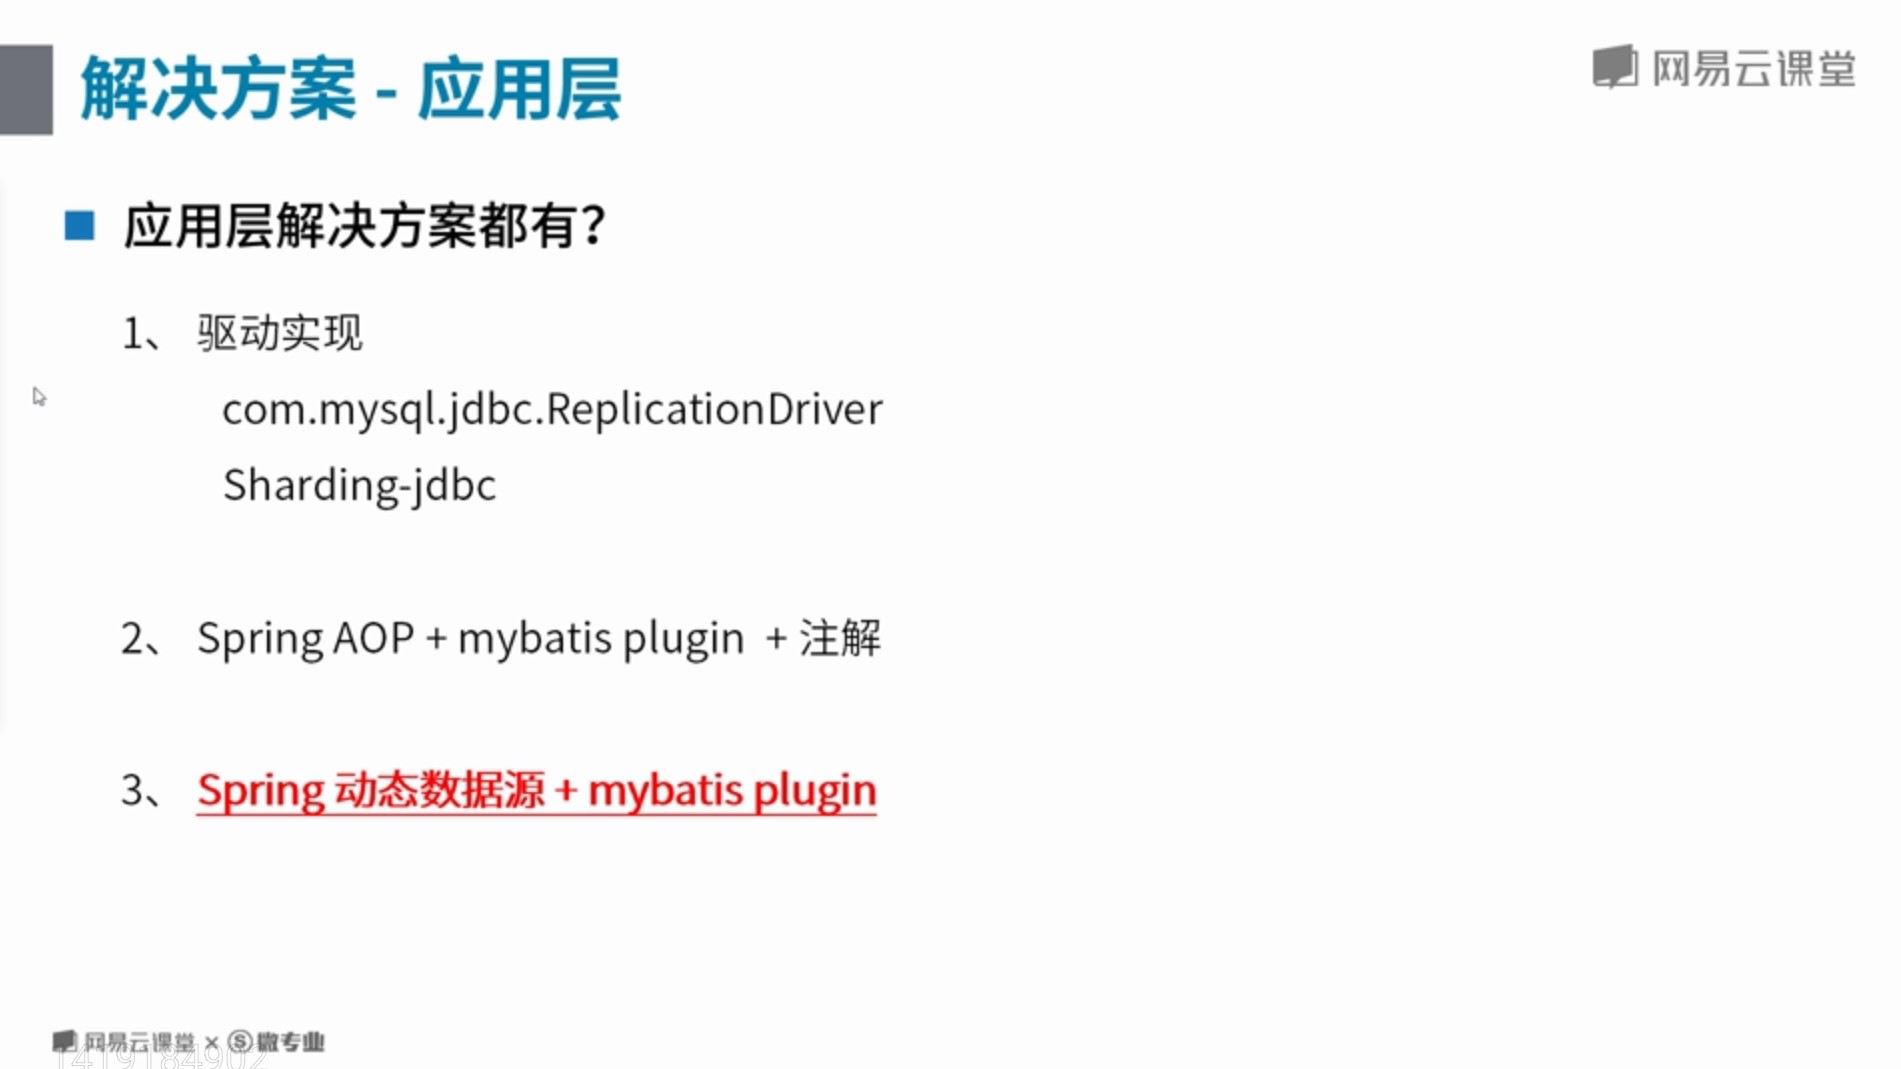 解决方案 - 应用层
网易云课堂
应用层解决方案都有？
1、 驱动实现
com.mysql.jdbc.ReplicationDriver
Sharding-jdbc
2、 Spring AOP + mybatis plugin + 注解
3、 Spring 动态数据源 + mybatis plugin
网易云课堂 × Ⓢ微专业
1419184902